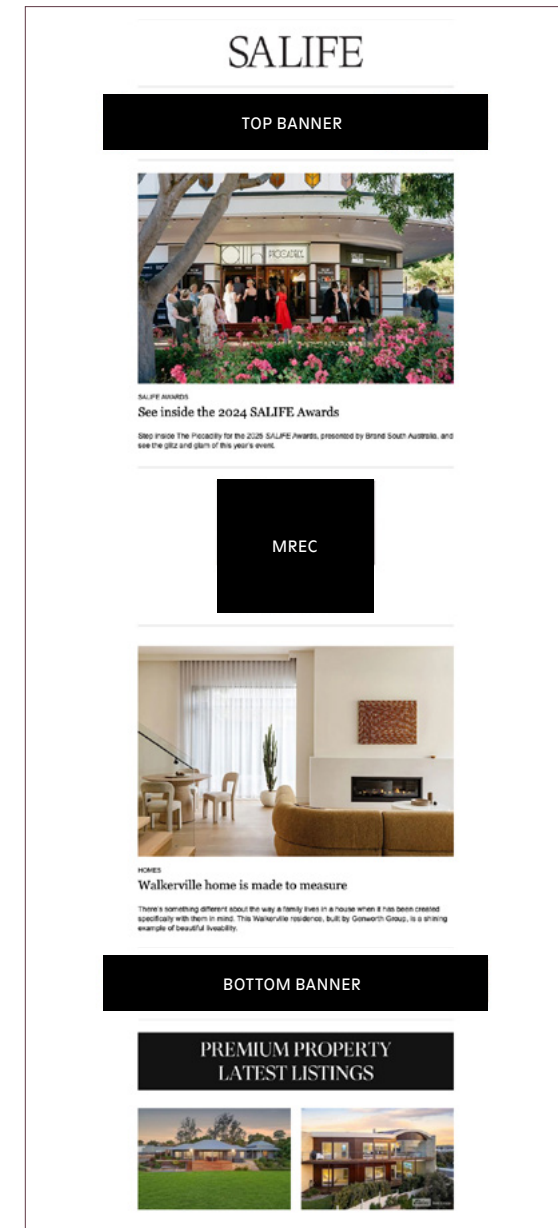 SALIFE
TOP BANNER
PICCADILLY
SALIFE AWARDS
See inside the 2024 SALIFE Awards
Step inside The Piccadilly for the 2025 SALIFE Awards, presented by Brand South Australia, and
see the glitz and glam of this year's event.
MREC
HOMES
Walkerville home is made to measure
There's something different about the way a family lives in a house when it has been created
specifically with them in mind. This Walkerville residence, built by Genworth Group, is a shining
example of beautiful liveability.
BOTTOM BANNER
PREMIUM PROPERTY
LATEST LISTINGS